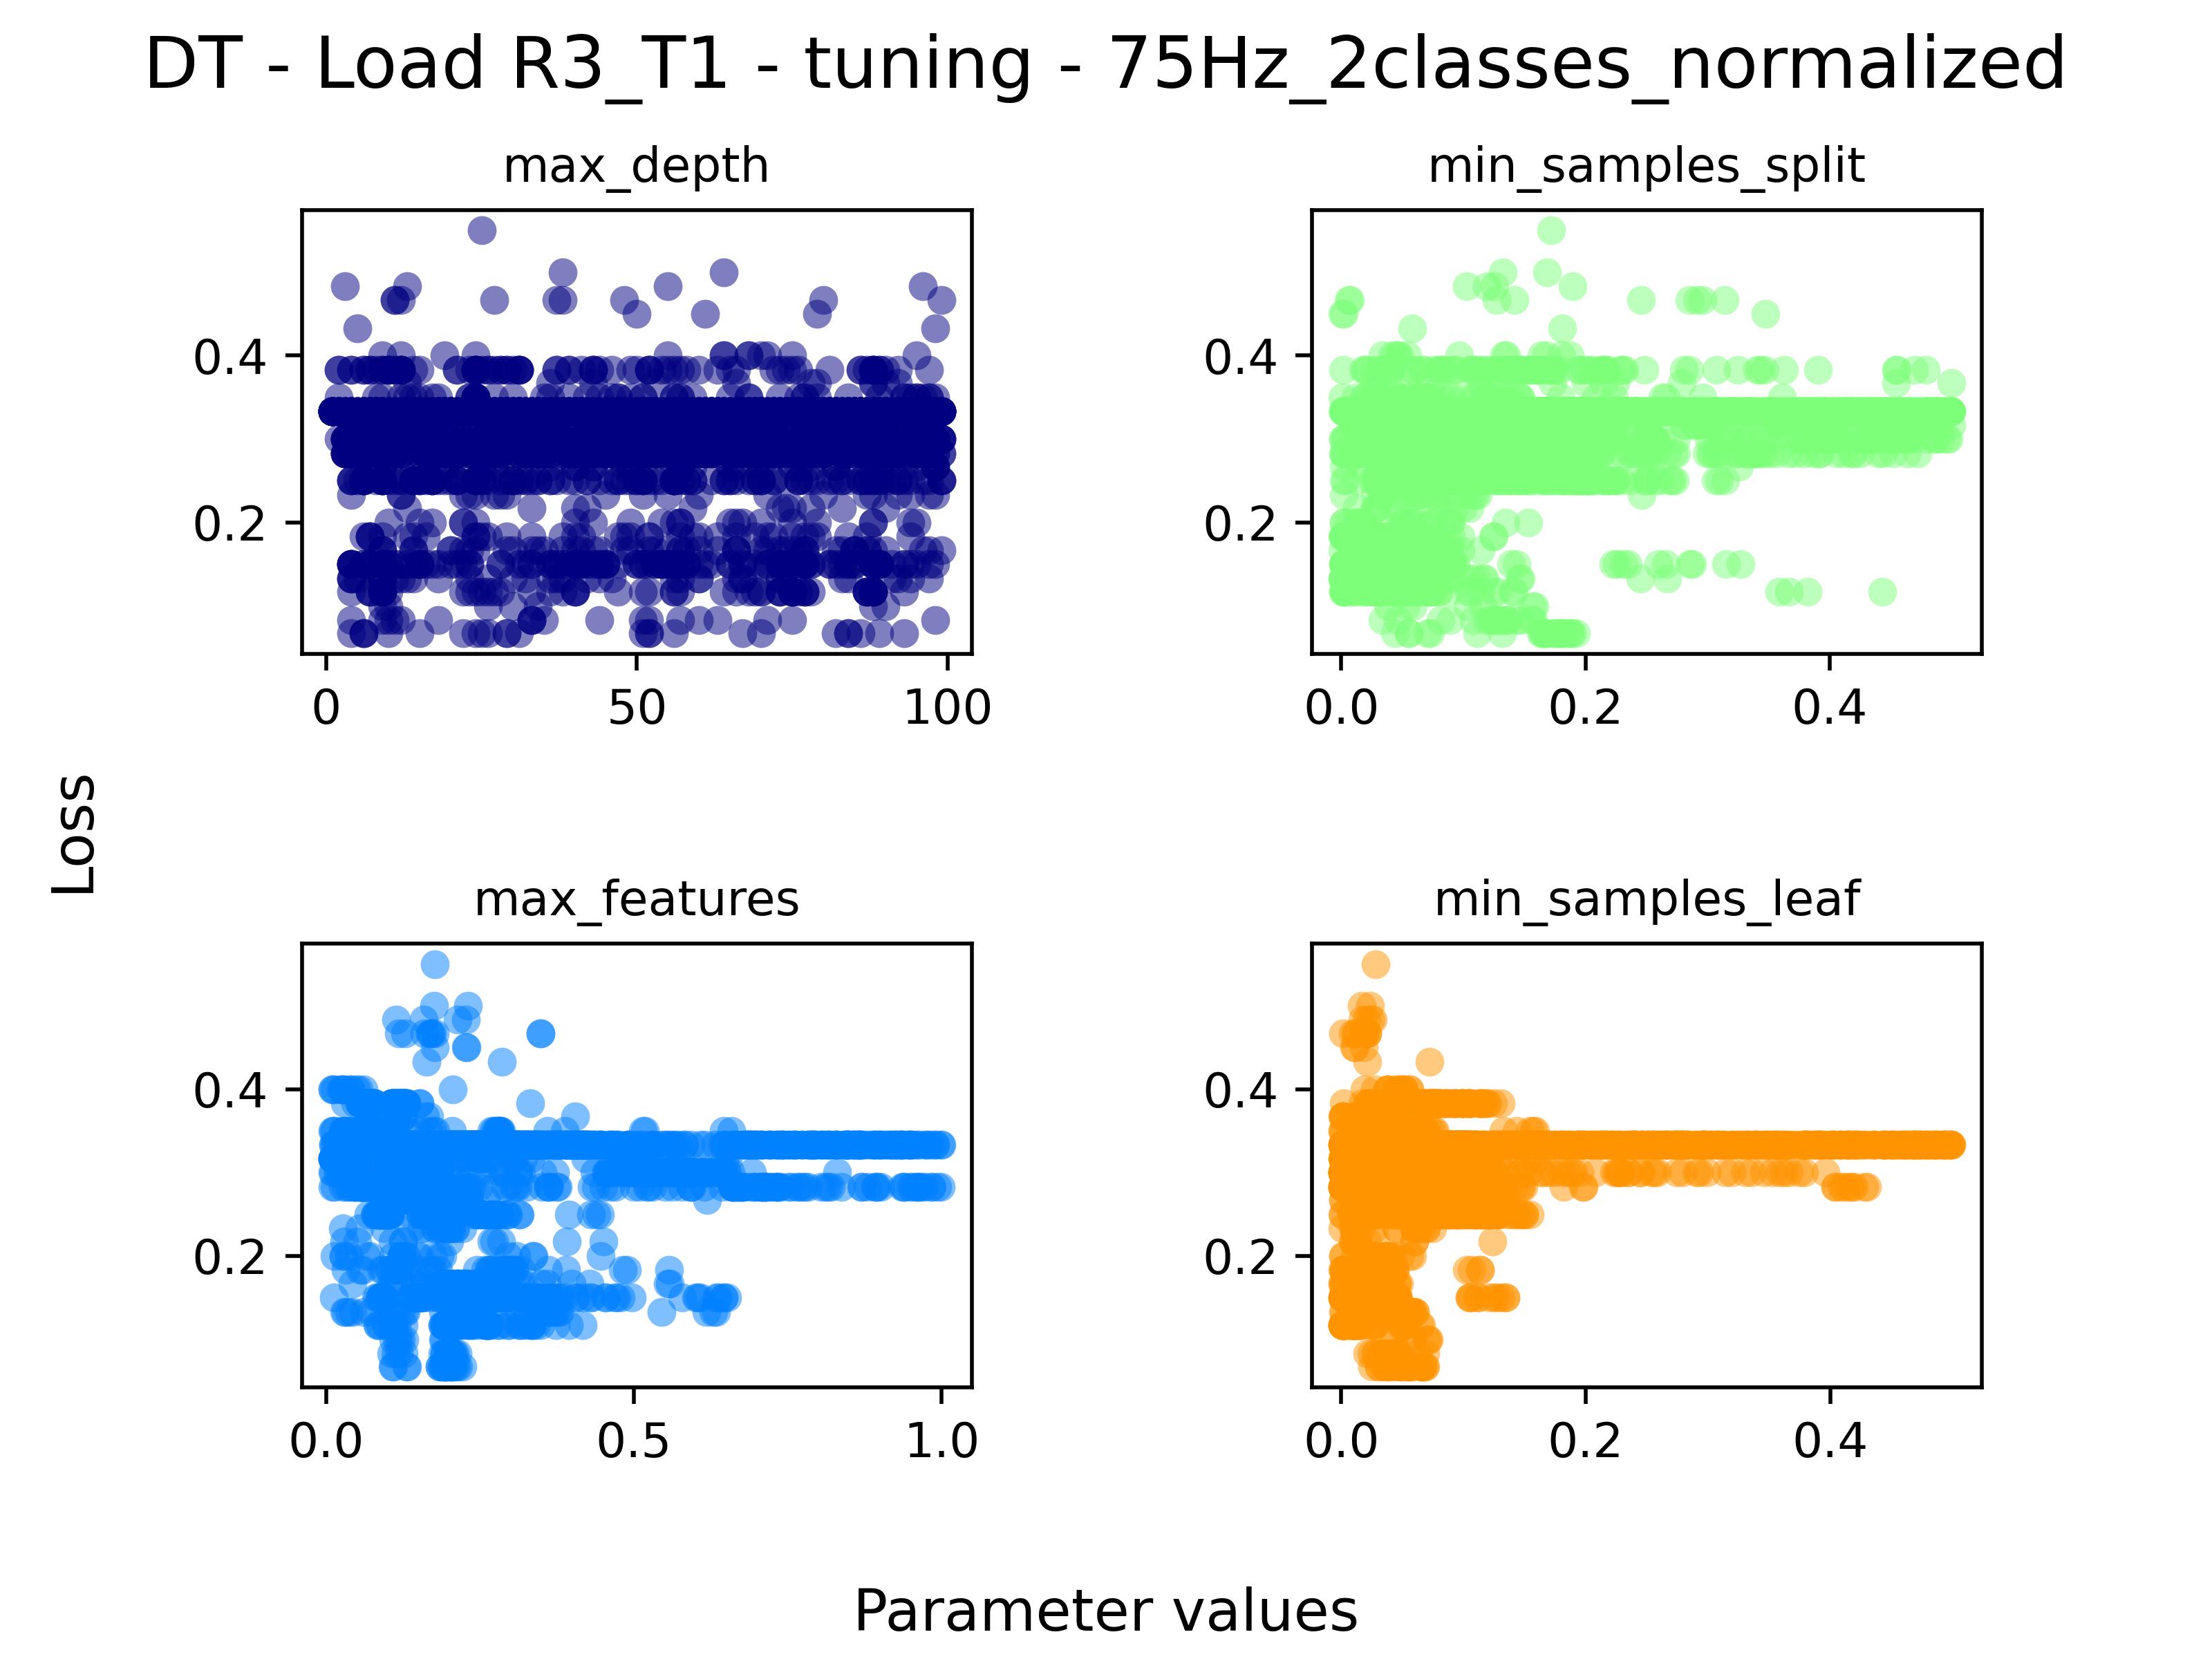 DT - Load R3_T1 - tuning - 75Hz_2classes_normalized
max_depth
min_samples_split
0.4
0.2
0
50
100
0.4
0.2
0.0
0.2
0.4
Loss
max_features
min_samples_leaf
0.4
0.2
0.0
0.5
1.0
0.4
0.2
0.0
0.2
0.4
Parameter values